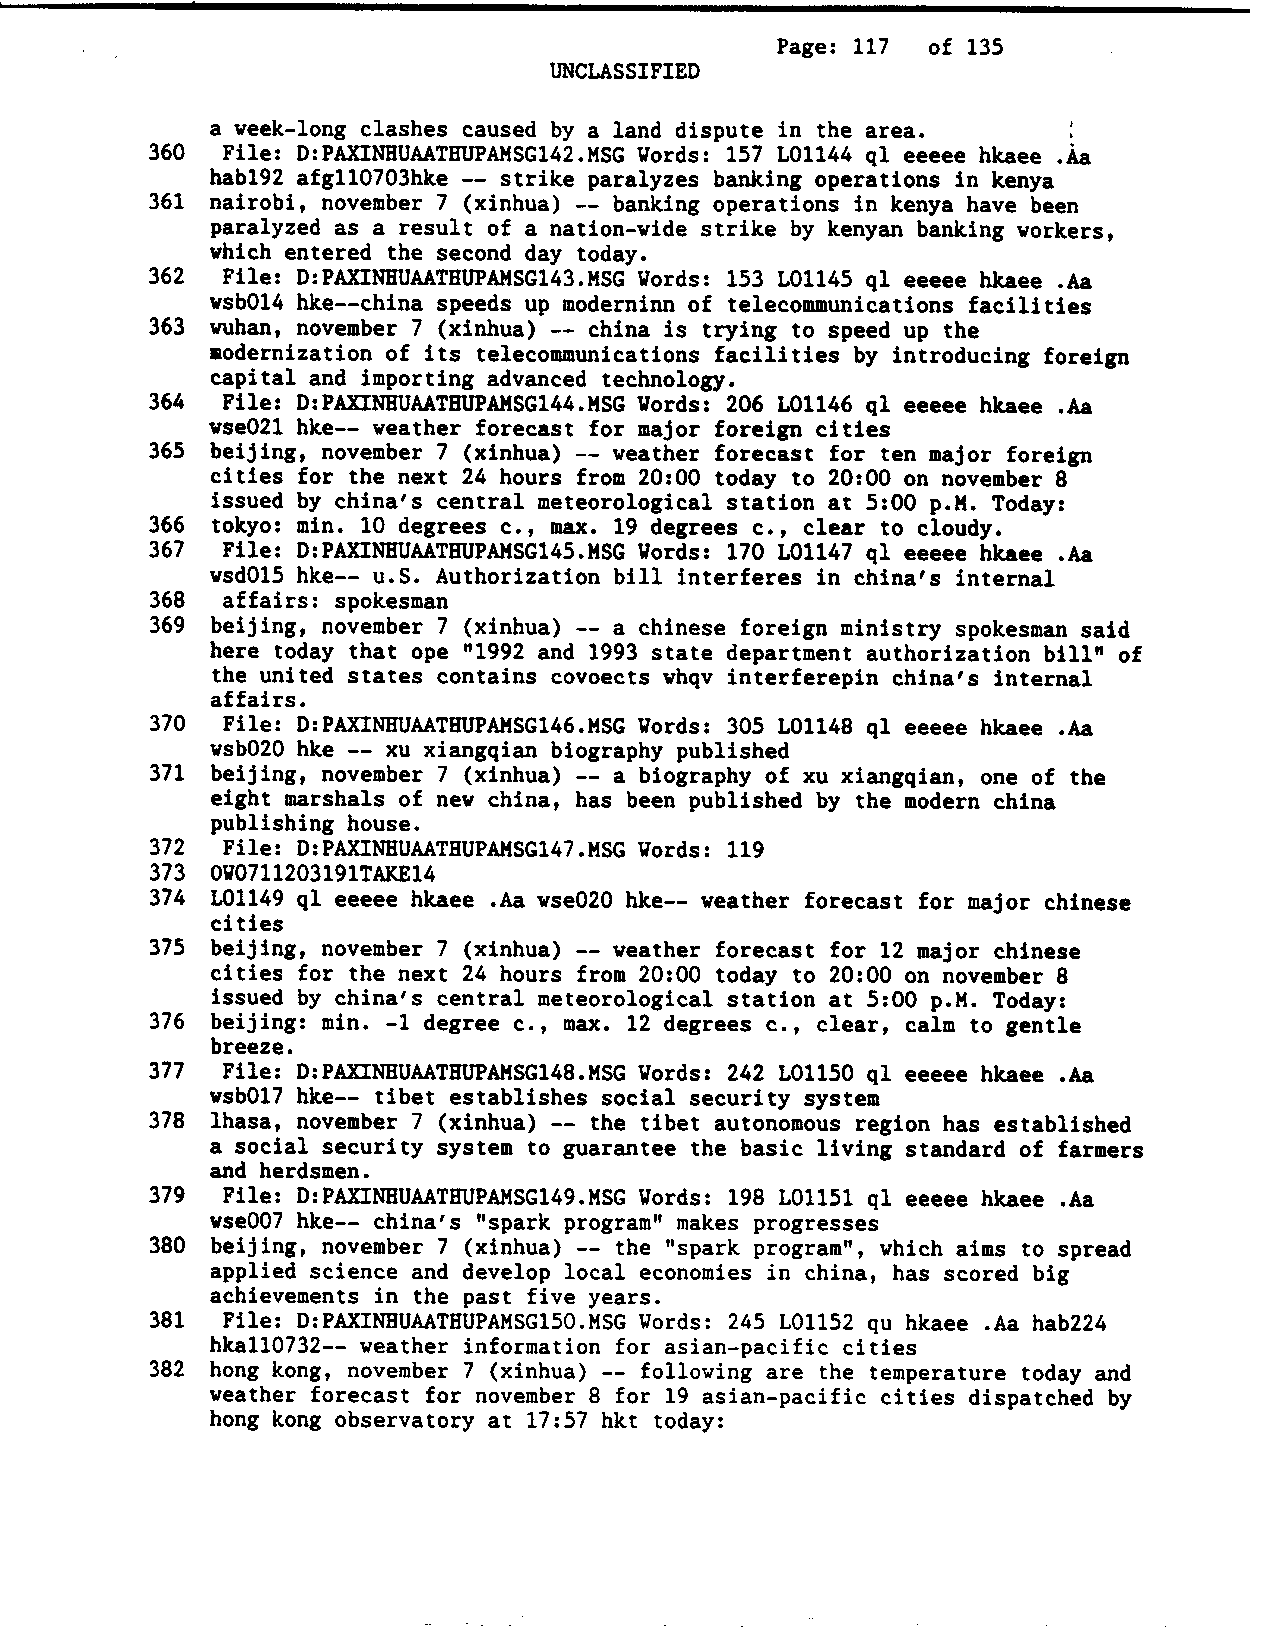 Page: 117 of 135
UNCLASSIFIED
a week-long clashes caused by a land dispute in the area.
360 File: D:PAXINHUAATHUPAMSG142.MSG Words: 157 L01144 ql eeeee hkaee .Aa
hab192 afg110703hke -- strike paralyzes banking operations in kenya
361 nairobi, november 7 (xinhua) -- banking operations in kenya have been
paralyzed as a result of a nation-wide strike by kenyan banking workers,
which entered the second day today.
362 File: D:PAXINHUAATHUPAMSG143.MSG Words: 153 L01145 ql eeeee hkaee .Aa
wsb014 hke--china speeds up moderninn of telecommunications facilities
363 wuhan, november 7 (xinhua) -- china is trying to speed up the
modernization of its telecommunications facilities by introducing foreign
capital and importing advanced technology.
364 File: D:PAXINHUAATHUPAMSG144.MSG Words: 206 L01146 ql eeeee hkaee .Aa
wse021 hke-- weather forecast for major foreign cities
365 beijing, november 7 (xinhua) -- weather forecast for ten major foreign
cities for the next 24 hours from 20:00 today to 20:00 on november 8
issued by china's central meteorological station at 5:00 p.M. Today:
366 tokyo: min. 10 degrees c., max. 19 degrees c., clear to cloudy.
367 File: D:PAXINHUAATHUPAMSG145.MSG Words: 170 L01147 ql eeeee hkaee .Aa
wsd015 hke-- u.S. Authorization bill interferes in china's internal
368 affairs: spokesman
369 beijing, november 7 (xinhua) -- a chinese foreign ministry spokesman said
here today that ope "1992 and 1993 state department authorization bill" of
the united states contains covoects whqv interferepin china's internal
affairs.
370 File: D:PAXINHUAATHUPAMSG146.MSG Words: 305 L01148 ql eeeee hkaee .Aa
wsb020 hke -- xu xiangqian biography published
371 beijing, november 7 (xinhua) -- a biography of xu xiangqian, one of the
eight marshals of new china, has been published by the modern china
publishing house.
372 File: D:PAXINHUAATHUPAMSG147.MSG Words: 119
373 OW0711203191TAKE14
374 L01149 ql eeeee hkaee .Aa wse020 hke-- weather forecast for major chinese
cities
375 beijing, november 7 (xinhua) -- weather forecast for 12 major chinese
cities for the next 24 hours from 20:00 today to 20:00 on november 8
issued by china's central meteorological station at 5:00 p.M. Today:
376 beijing: min. -1 degree c., max. 12 degrees c., clear, calm to gentle
breeze.
377 File: D:PAXINHUAATHUPAMSG148.MSG Words: 242 L01150 ql eeeee hkaee .Aa
wsb017 hke-- tibet establishes social security system
378 lhasa, november 7 (xinhua) -- the tibet autonomous region has established
a social security system to guarantee the basic living standard of farmers
and herdsmen.
379 File: D:PAXINHUAATHUPAMSG149.MSG Words: 198 L01151 ql eeeee hkaee .Aa
wse007 hke-- china's "spark program" makes progresses
380 beijing, november 7 (xinhua) -- the "spark program", which aims to spread
applied science and develop local economies in china, has scored big
achievements in the past five years.
381 File: D:PAXINHUAATHUPAMSG150.MSG Words: 245 L01152 qu hkaee .Aa hab224
hka110732-- weather information for asian-pacific cities
382 hong kong, november 7 (xinhua) -- following are the temperature today and
weather forecast for november 8 for 19 asian-pacific cities dispatched by
hong kong observatory at 17:57 hkt today: